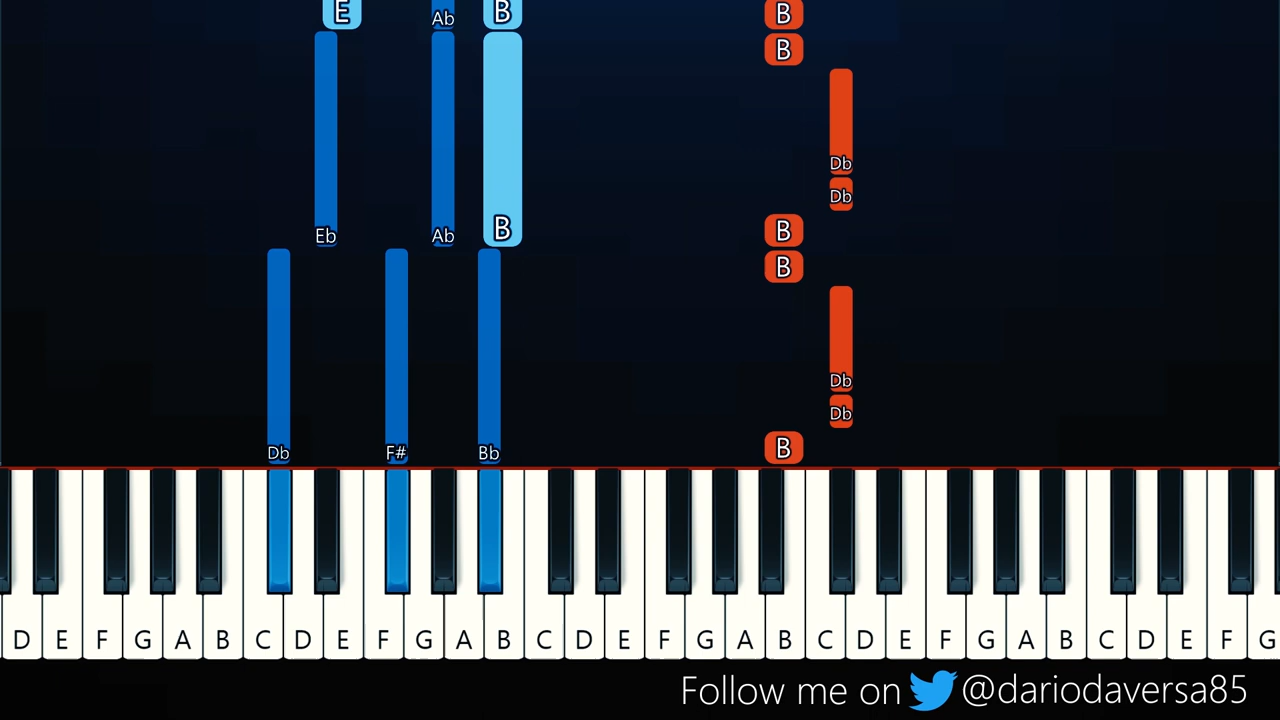 E Ab B B
B
Db
Db
Eb Ab B B
B
Db
Db
Db F# Bb B
D E F G A B C D E F G A B C D E F G A B C D E F G A B C D E F G
Follow me on @dariodaversa85